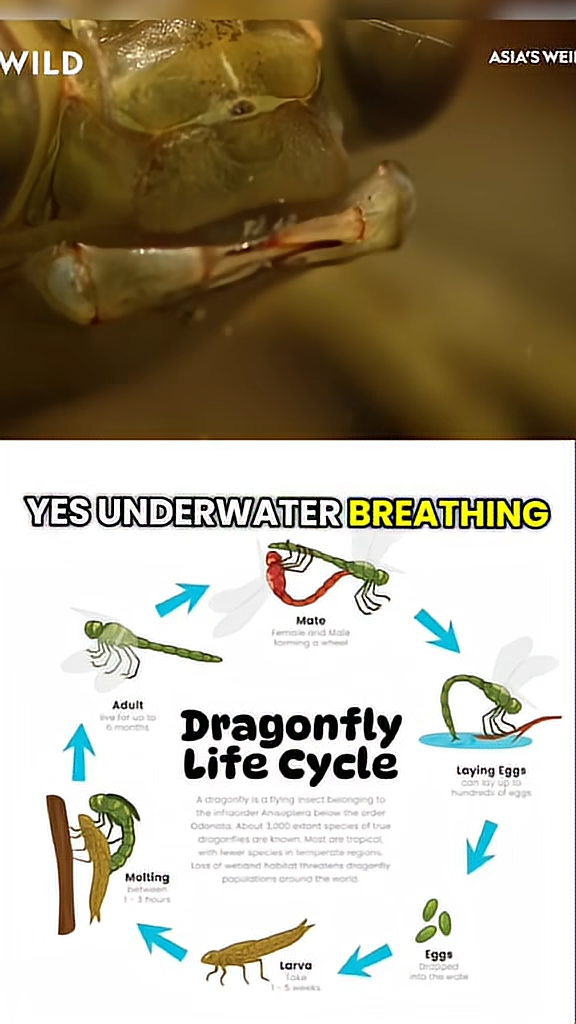 WILD
ASIA'S WEI
YES UNDERWATER BREATHING
Mate
Female and Male
forming a wheel
Adult
live for up to
6 months
Laying Eggs
can lay up to
hundreds of eggs
Dragonfly
Life Cycle
A dragonfly is a flying insect belonging to
the infraorder Anisoptera below the order
Odonata. About 3,000 extant species of true
dragonflies are known. Most are tropical,
with fewer species in temperate regions.
Loss of wetland habitat threatens dragonfly
populations around the world.
Molting
between
1 - 3 hours
Eggs
Dropped
into the water
Larva
Take
1 - 5 weeks